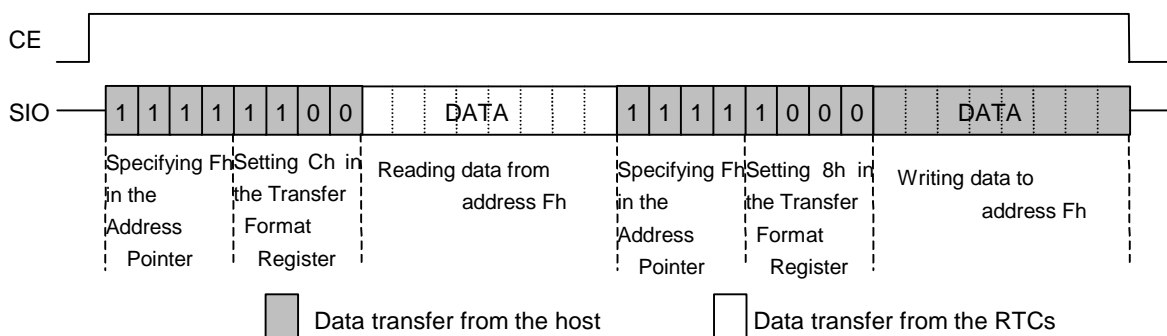 CE
SIO 1 1 1 1 1 1 0 0 DATA 1 1 1 1 1 0 0 0 DATA
Specifying Fh
in the
Address
Pointer
Setting Ch in
the Transfer
Format
Register
Reading data from
address Fh
Specifying Fh
in the
Address
Pointer
Setting 8h in
the Transfer
Format
Register
Writing data to
address Fh
Data transfer from the host
Data transfer from the RTCs